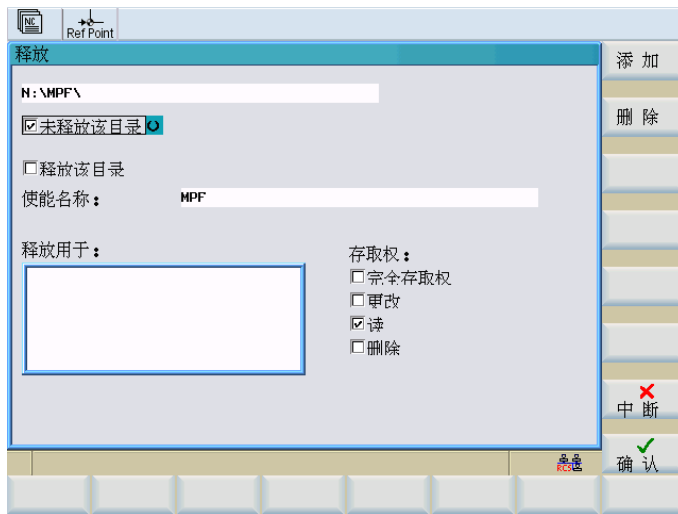 NC
Ref Point
释放
添 加
N:\MPF\
未释放该目录
删 除
释放该目录
使能名称：
MPF
释放用于：
存取权：
完全存取权
更改
读
删除
中 断
RCS
确 认